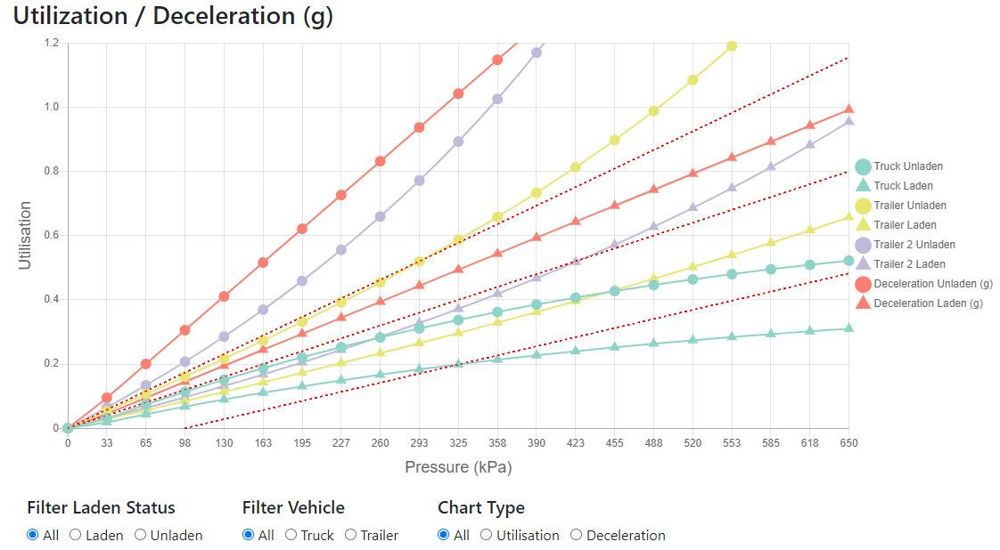 Utilization / Deceleration (g)
1.2
1.0
0.8
0.6
0.4
0.2
0
Utilisation
0 33 65 98 130 163 195 227 260 293 325 358 390 423 455 488 520 553 585 618 650
Pressure (kPa)
Truck Unladen
Truck Laden
Trailer Unladen
Trailer Laden
Trailer 2 Unladen
Trailer 2 Laden
Deceleration Unladen (g)
Deceleration Laden (g)
Filter Laden Status
All Laden Unladen
Filter Vehicle
All Truck Trailer
Chart Type
All Utilisation Deceleration